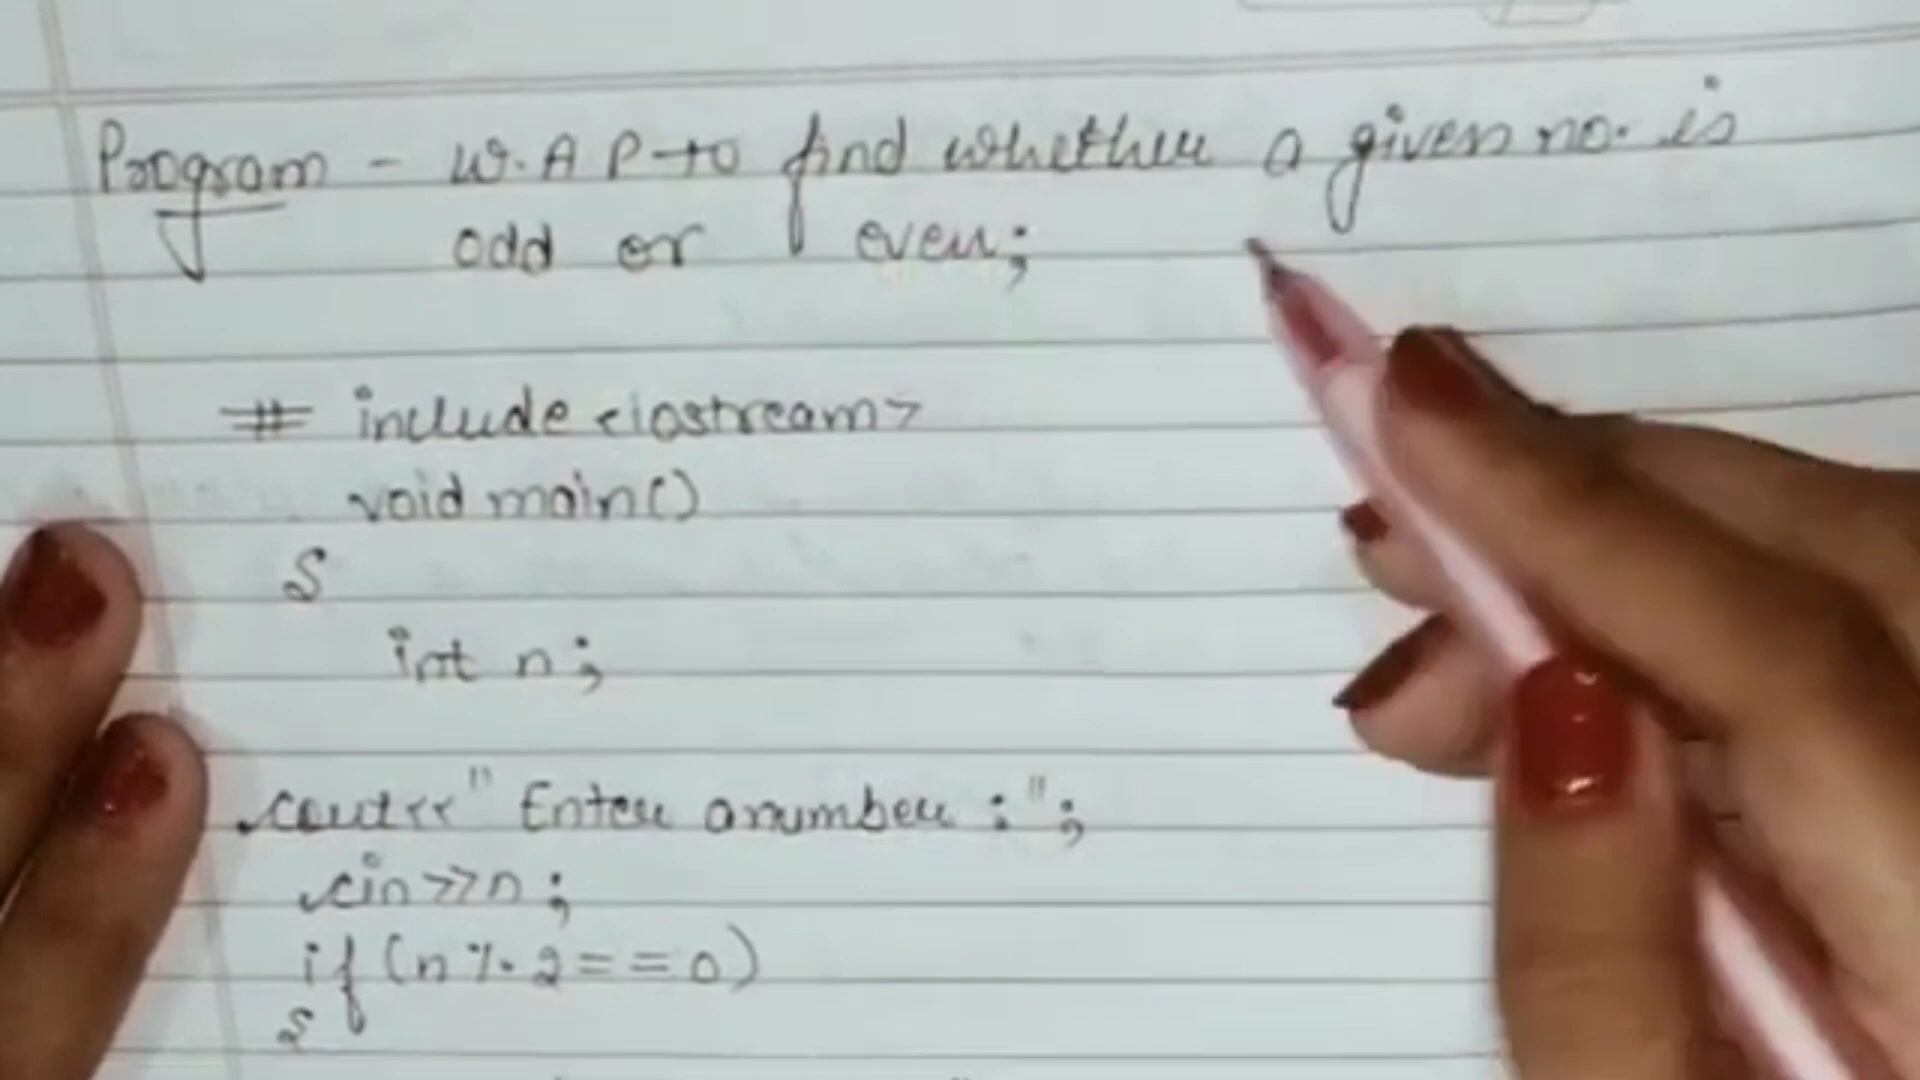 Program - W.A P to find whether a given no. is
odd or even;
# include <iostream>
void main()
{
int n;
cout<<" Enter a number : ";
cin>>n;
if (n % 2 = = 0)
{